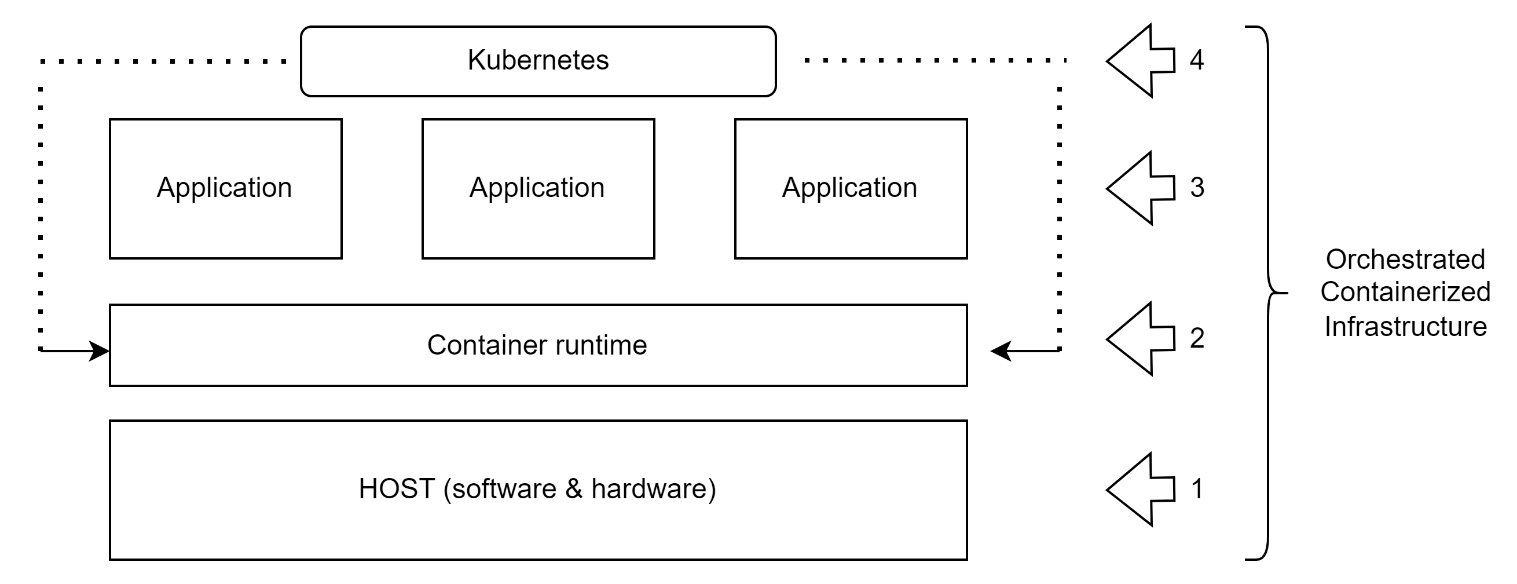 Kubernetes
4
Application
Application
Application
3
Orchestrated
Containerized
Infrastructure
Container runtime
2
HOST (software & hardware)
1